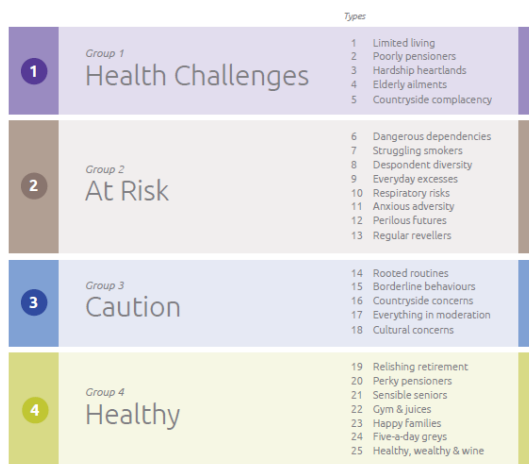 Types
1
Group 1
Health Challenges
1 Limited living
2 Poorly pensioners
3 Hardship heartlands
4 Elderly ailments
5 Countryside complacency
2
Group 2
At Risk
6 Dangerous dependencies
7 Struggling smokers
8 Despondent diversity
9 Everyday excesses
10 Respiratory risks
11 Anxious adversity
12 Perilous futures
13 Regular revellers
3
Group 3
Caution
14 Rooted routines
15 Borderline behaviours
16 Countryside concerns
17 Everything in moderation
18 Cultural concerns
4
Group 4
Healthy
19 Relishing retirement
20 Perky pensioners
21 Sensible seniors
22 Gym & juices
23 Happy families
24 Five-a-day greys
25 Healthy, wealthy & wine